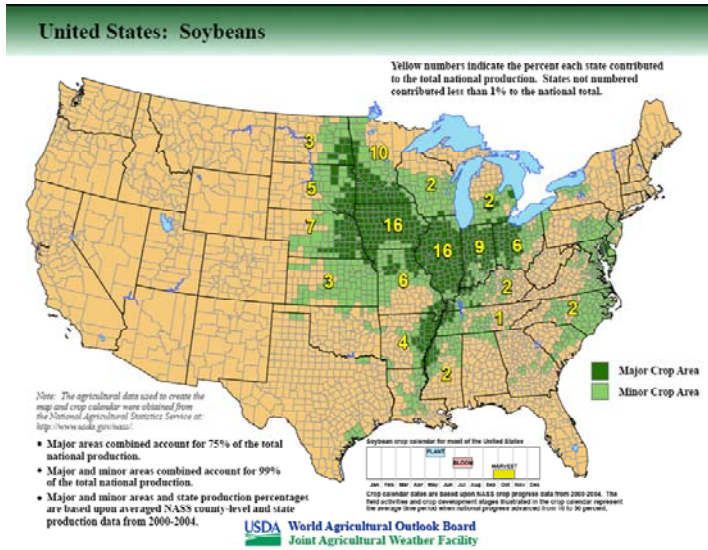 United States: Soybeans
Yellow numbers indicate the percent each state contributed
to the total national production. States not numbered
contributed less than 1% to the national total.
3
10
5
2
2
7
16
16
9
6
3
6
2
2
1
4
2
Major Crop Area
Minor Crop Area
Note: The agricultural data used to create the
map and crop calendar were obtained from
the National Agricultural Statistics Service at:
http://www.usda.gov/nass/.
• Major areas combined account for 75% of the total
national production.
• Major and minor areas combined account for 99%
of the total national production.
• Major and minor areas and state production percentages
are based upon averaged NASS county-level and state
production data from 2000-2004.
Soybean crop calendar for most of the United States
PLANT
BLOOM
HARVEST
Jan Feb Mar Apr May Jun Jul Aug Sep Oct Nov Dec
Crop calendar dates are based upon NASS crop progress data from 2000-2004. The
field activities and crop development stages illustrated in the crop calendar represent
the average time period when national progress advanced from 10 to 90 percent.
USDA World Agricultural Outlook Board
Joint Agricultural Weather Facility